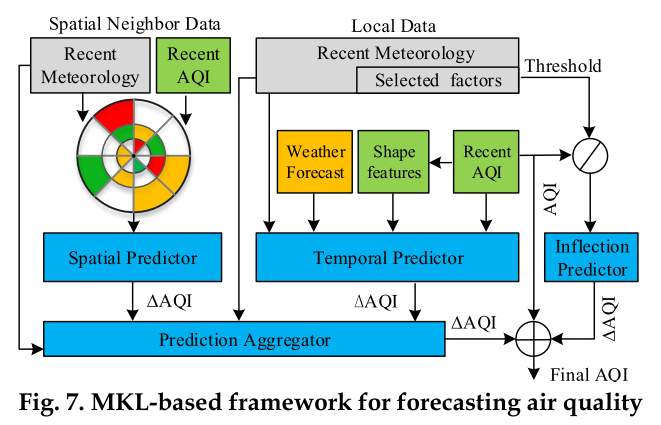 Spatial Neighbor Data
Local Data
Recent
Meteorology
Recent
AQI
Recent Meteorology
Selected factors
Threshold
Weather
Forecast
Shape
features
Recent
AQI
AQI
Spatial Predictor
Temporal Predictor
Inflection
Predictor
ΔAQI
ΔAQI
ΔAQI
ΔAQI
Prediction Aggregator
Final AQI
Fig. 7. MKL-based framework for forecasting air quality